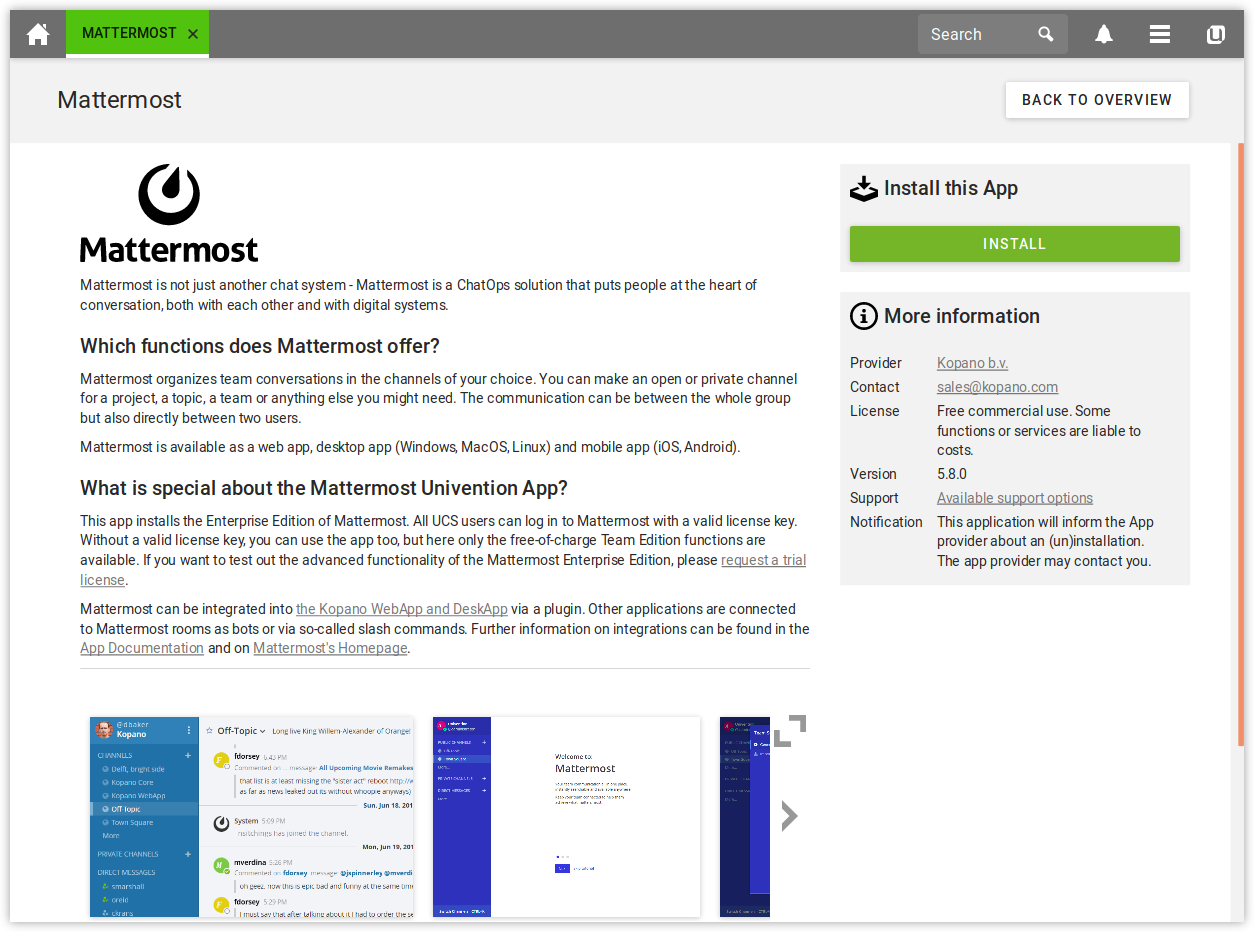 MATTERMOST
Search
Mattermost
BACK TO OVERVIEW
Mattermost
Mattermost is not just another chat system - Mattermost is a ChatOps solution that puts people at the heart of
conversation, both with each other and with digital systems.
Which functions does Mattermost offer?
Mattermost organizes team conversations in the channels of your choice. You can make an open or private channel
for a project, a topic, a team or anything else you might need. The communication can be between the whole group
but also directly between two users.
Mattermost is available as a web app, desktop app (Windows, MacOS, Linux) and mobile app (iOS, Android).
What is special about the Mattermost Univention App?
This app installs the Enterprise Edition of Mattermost. All UCS users can log in to Mattermost with a valid license key.
Without a valid license key, you can use the app too, but here only the free-of-charge Team Edition functions are
available. If you want to test out the advanced functionality of the Mattermost Enterprise Edition, please request a trial
license.
Mattermost can be integrated into the Kopano WebApp and DeskApp via a plugin. Other applications are connected
to Mattermost rooms as bots or via so-called slash commands. Further information on integrations can be found in the
App Documentation and on Mattermost's Homepage.
Install this App
INSTALL
More information
Provider Kopano b.v.
Contact sales@kopano.com
License Free commercial use. Some
functions or services are liable to
costs.
Version 5.8.0
Support Available support options
Notification This application will inform the App
provider about an (un)installation.
The app provider may contact you.
@dbaker
Kopano
CHANNELS +
Delft, bright side
Kopano Core
Kopano WebApp
Off-Topic
Town Square
More
PRIVATE CHANNELS +
DIRECT MESSAGES
smarshall
oreid
ckrans
Off-Topic Long live King Willem-Alexander of Orange!
fdorsey 6:43 PM
Commented on ... message: All Upcoming Movie Remakes
that list is at least missing the "sister act" reboot http://w
as far as news leaked out its without whoopie anyways)
Sun, Jun 18, 201
System 5:09 PM
nsitchings has joined the channel.
Mon, Jun 19, 201
mverdina 5:26 PM
Commented on fdorsey message: @jspinnerley @mverdi
oh geez. now this is epic bad and funny at the same time
fdorsey 5:29 PM
I must say that after talking about it I had to order the se
PUBLIC CHANNELS +
Town Square
More...
PRIVATE CHANNELS +
DIRECT MESSAGES +
Welcome to:
Mattermost